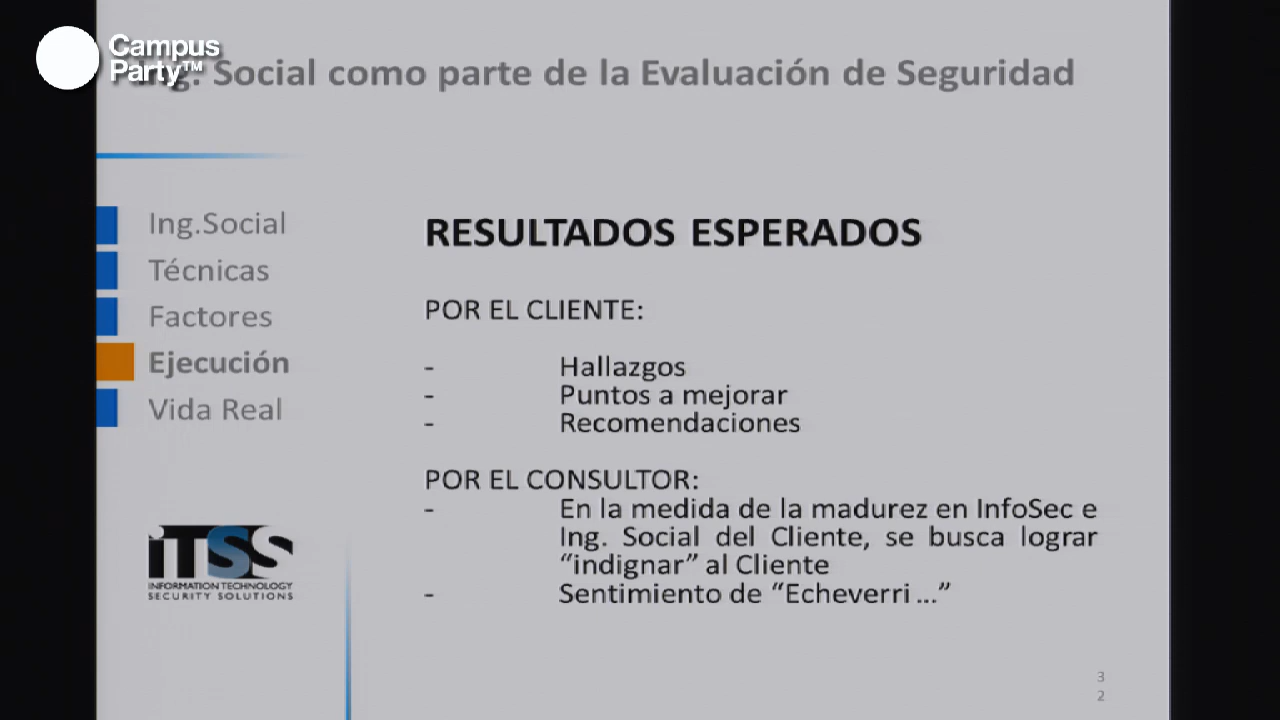 Campus
Party™
Ing. Social como parte de la Evaluación de Seguridad
Ing.Social
Técnicas
Factores
Ejecución
Vida Real
RESULTADOS ESPERADOS
POR EL CLIENTE:
- Hallazgos
- Puntos a mejorar
- Recomendaciones
POR EL CONSULTOR:
- En la medida de la madurez en InfoSec e
Ing. Social del Cliente, se busca lograr
“indignar” al Cliente
- Sentimiento de “Echeverri ...”
iTSS
INFORMATION TECHNOLOGY
SECURITY SOLUTIONS
3
2